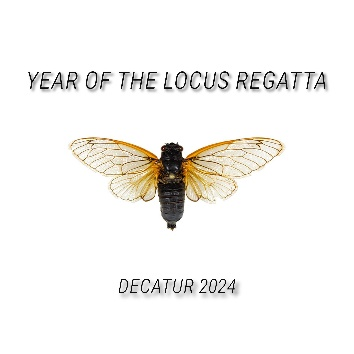 YEAR OF THE LOCUS REGATTA
DECATUR 2024